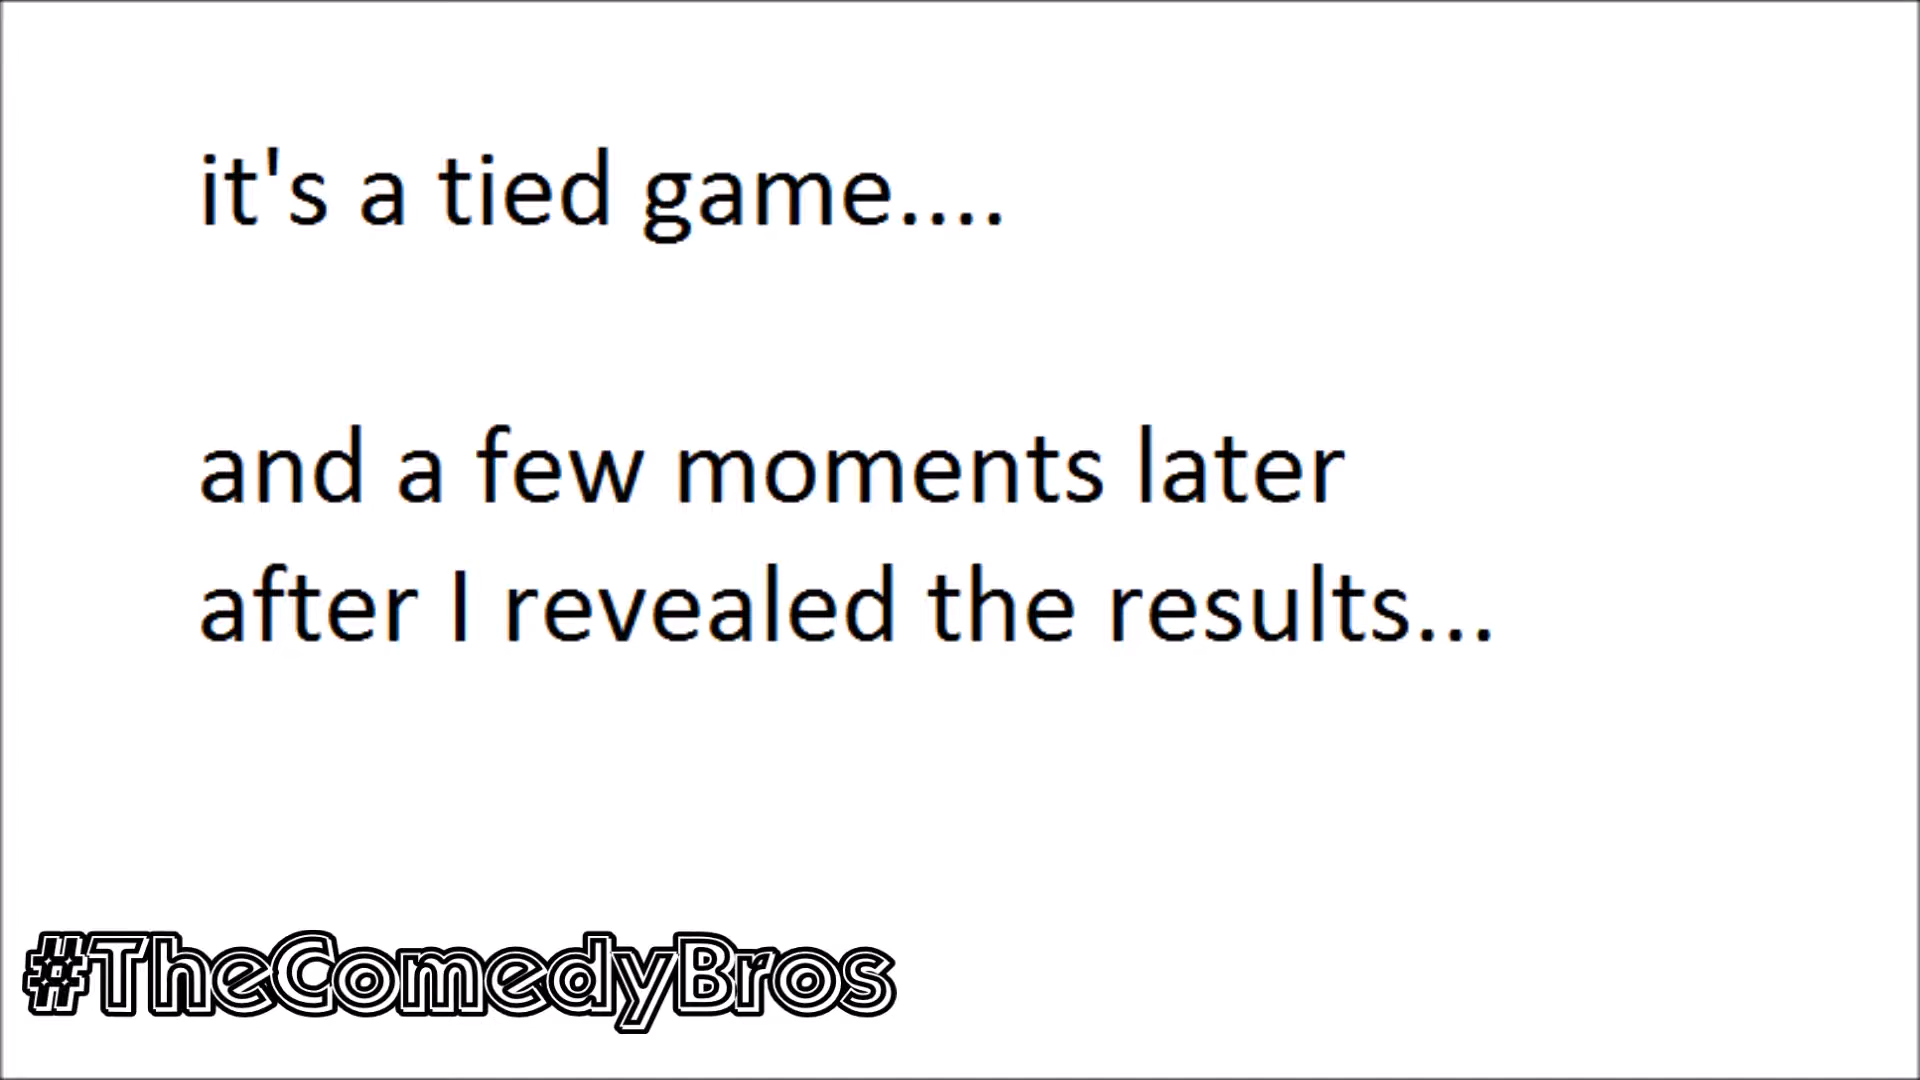 it's a tied game....
and a few moments later
after I revealed the results...
#TheComedyBros